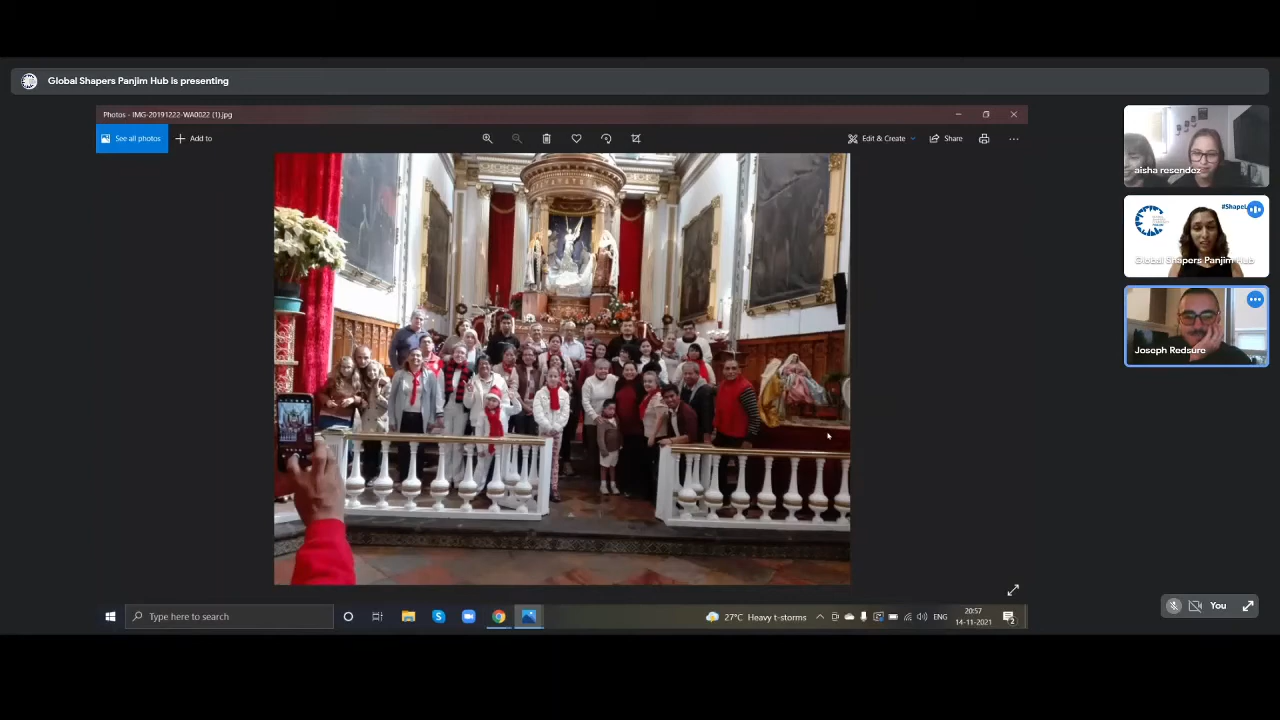 Global Shapers Panjim Hub is presenting
Photos - IMG-20191222-WA0022 (1).jpg
See all photos
Add to
Edit & Create
Share
aisha resendez
#ShapeL
Global Shapers Panjim Hub
Joseph Redsure
You
Type here to search
27°C Heavy t-storms
ENG
20:57
14-11-2021
2